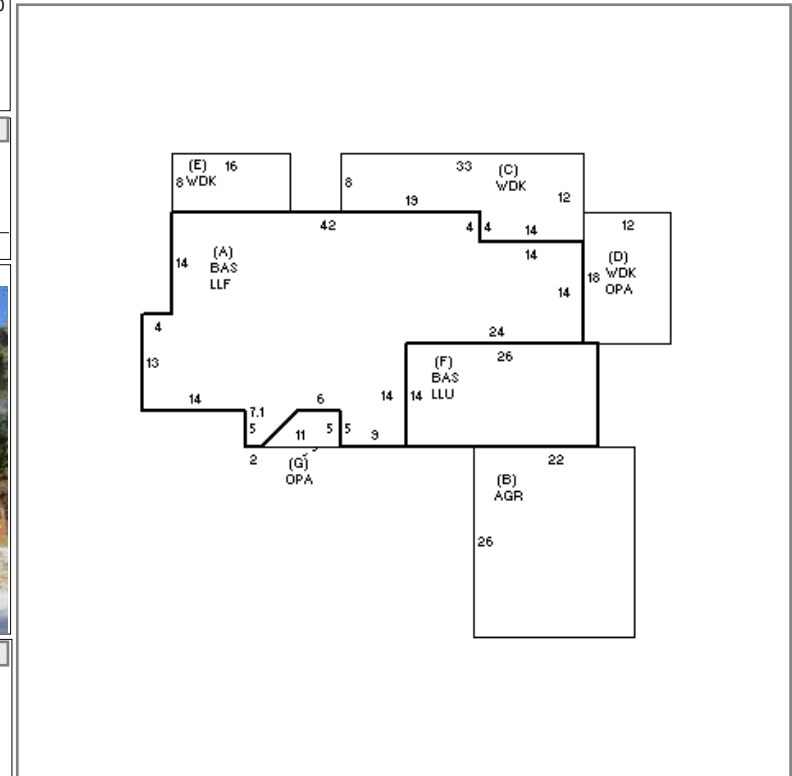 (E) 16
8 WDK
33
(C)
WDK
8
12
19
42
4 4 14
12
14
(A)
BAS
LLF
14
14
(D)
18 WDK
OPA
4
24
13
(F)
BAS
LLU
26
14 14
14
7.1
6
5
11
5 5
9
2
(G)
OPA
22
(B)
AGR
26